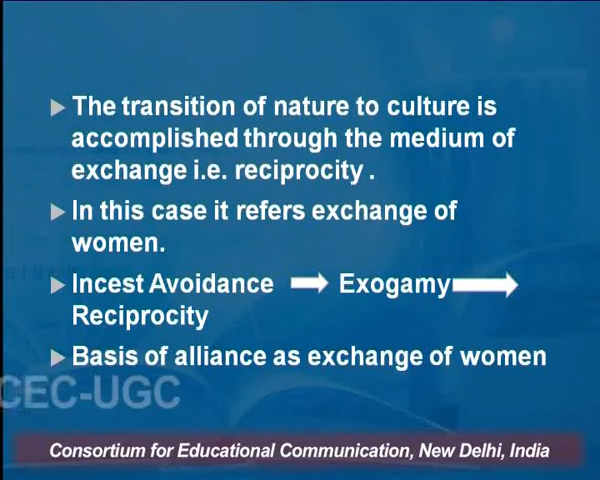 The transition of nature to culture is
accomplished through the medium of
exchange i.e. reciprocity .
In this case it refers exchange of
women.
Incest Avoidance Exogamy
Reciprocity
Basis of alliance as exchange of women
CEC-UGC
Consortium for Educational Communication, New Delhi, India